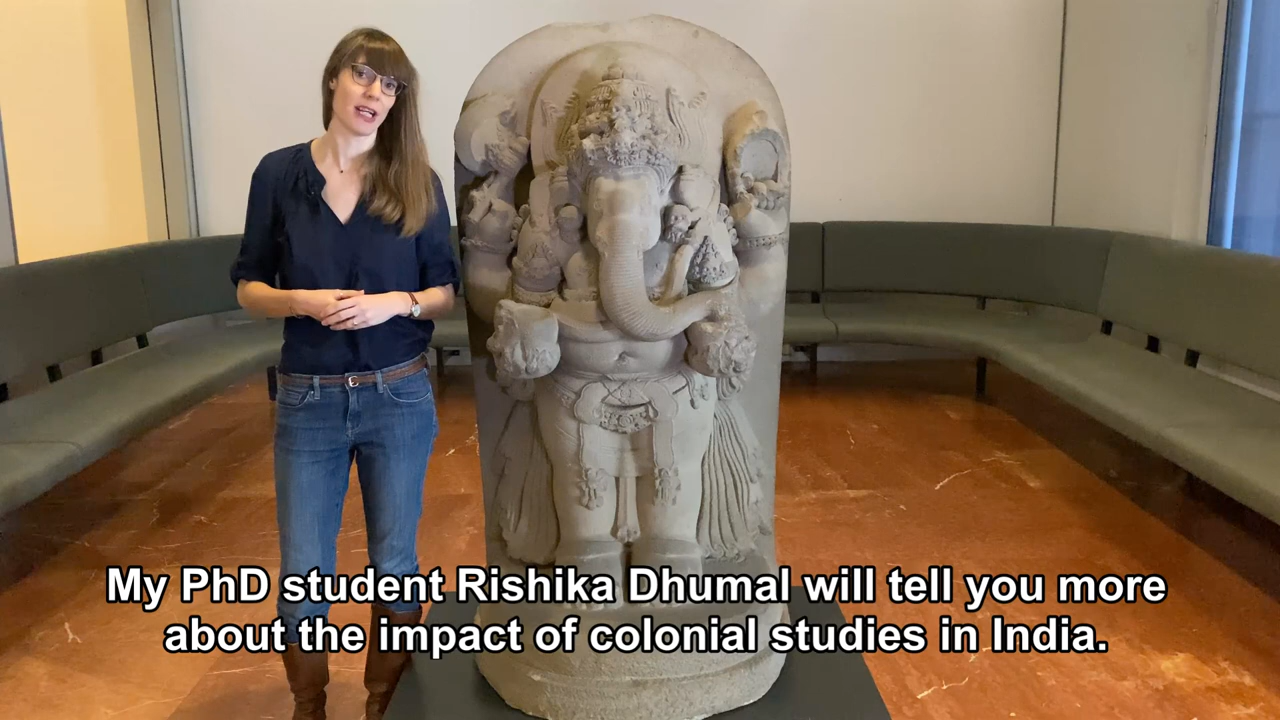 My PhD student Rishika Dhumal will tell you more
about the impact of colonial studies in India.